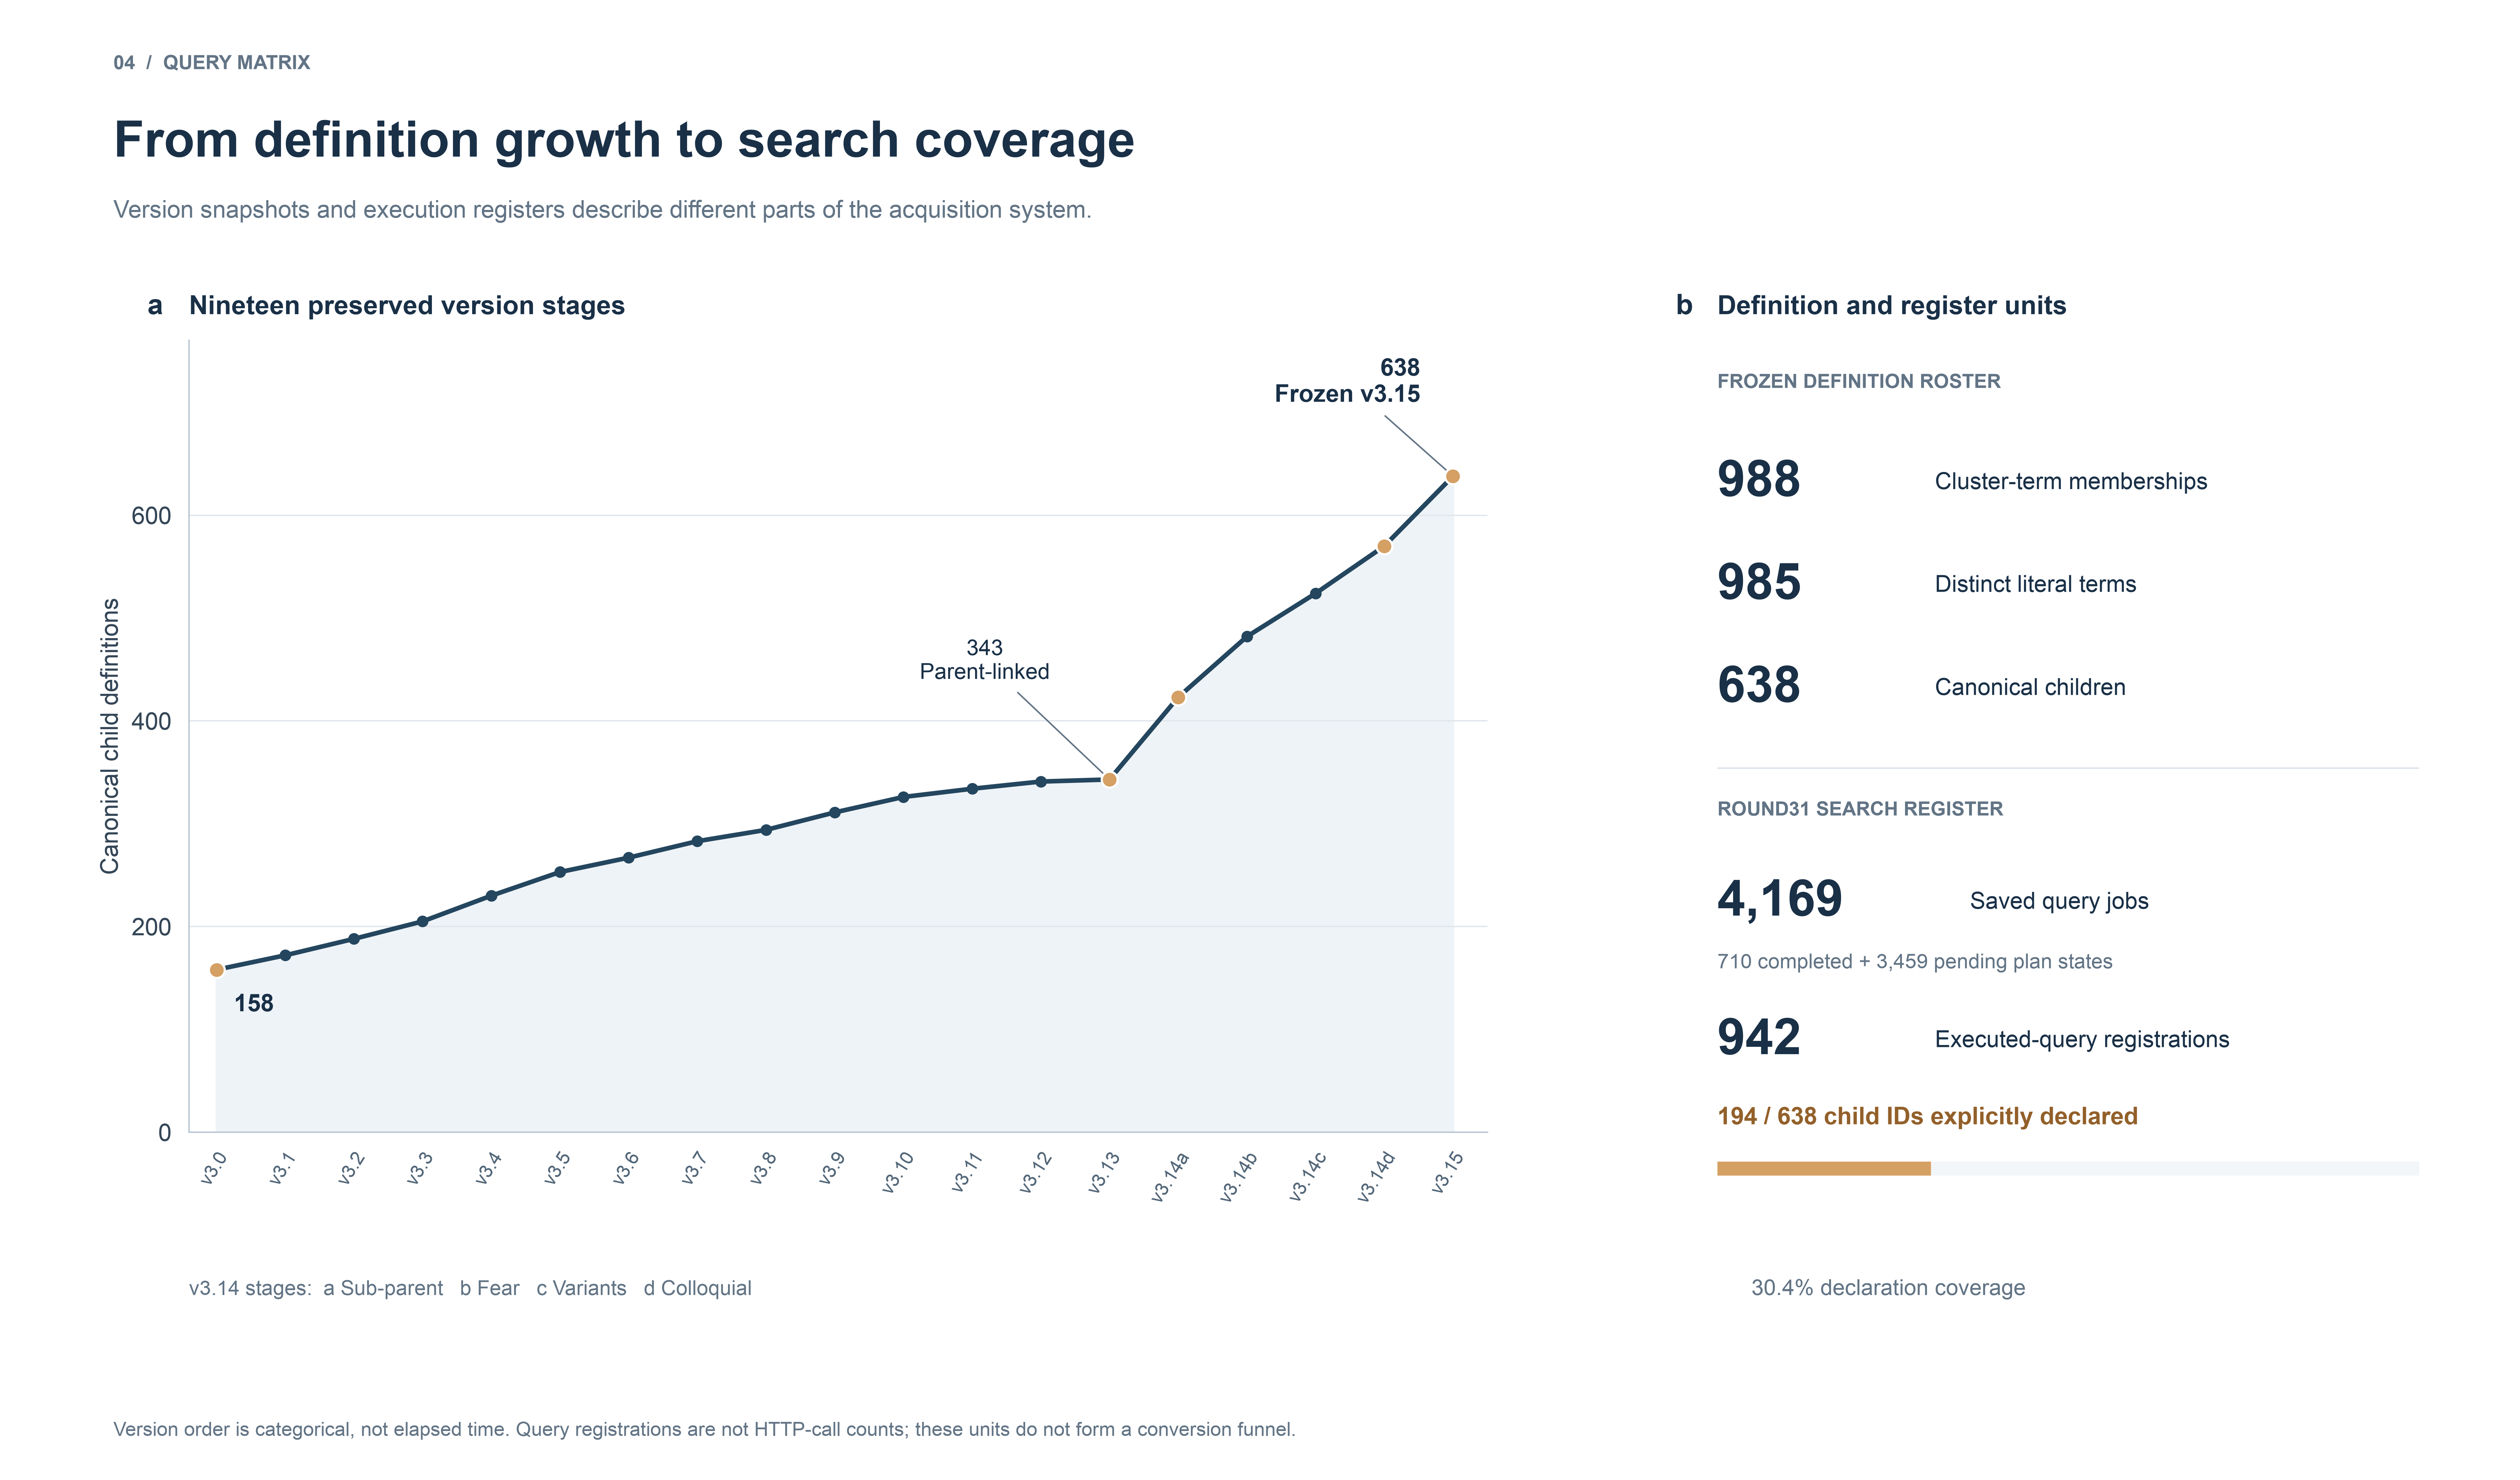 04 / QUERY MATRIX
From definition growth to search coverage
Version snapshots and execution registers describe different parts of the acquisition system.
a Nineteen preserved version stages
638
Frozen v3.15
343
Parent-linked
158
Canonical child definitions
600
400
200
0
v3.0
v3.1
v3.2
v3.3
v3.4
v3.5
v3.6
v3.7
v3.8
v3.9
v3.10
v3.11
v3.12
v3.13
v3.14a
v3.14b
v3.14c
v3.14d
v3.15
v3.14 stages: a Sub-parent b Fear c Variants d Colloquial
b Definition and register units
FROZEN DEFINITION ROSTER
988 Cluster-term memberships
985 Distinct literal terms
638 Canonical children
ROUND31 SEARCH REGISTER
4,169 Saved query jobs
710 completed + 3,459 pending plan states
942 Executed-query registrations
194 / 638 child IDs explicitly declared
30.4% declaration coverage
Version order is categorical, not elapsed time. Query registrations are not HTTP-call counts; these units do not form a conversion funnel.